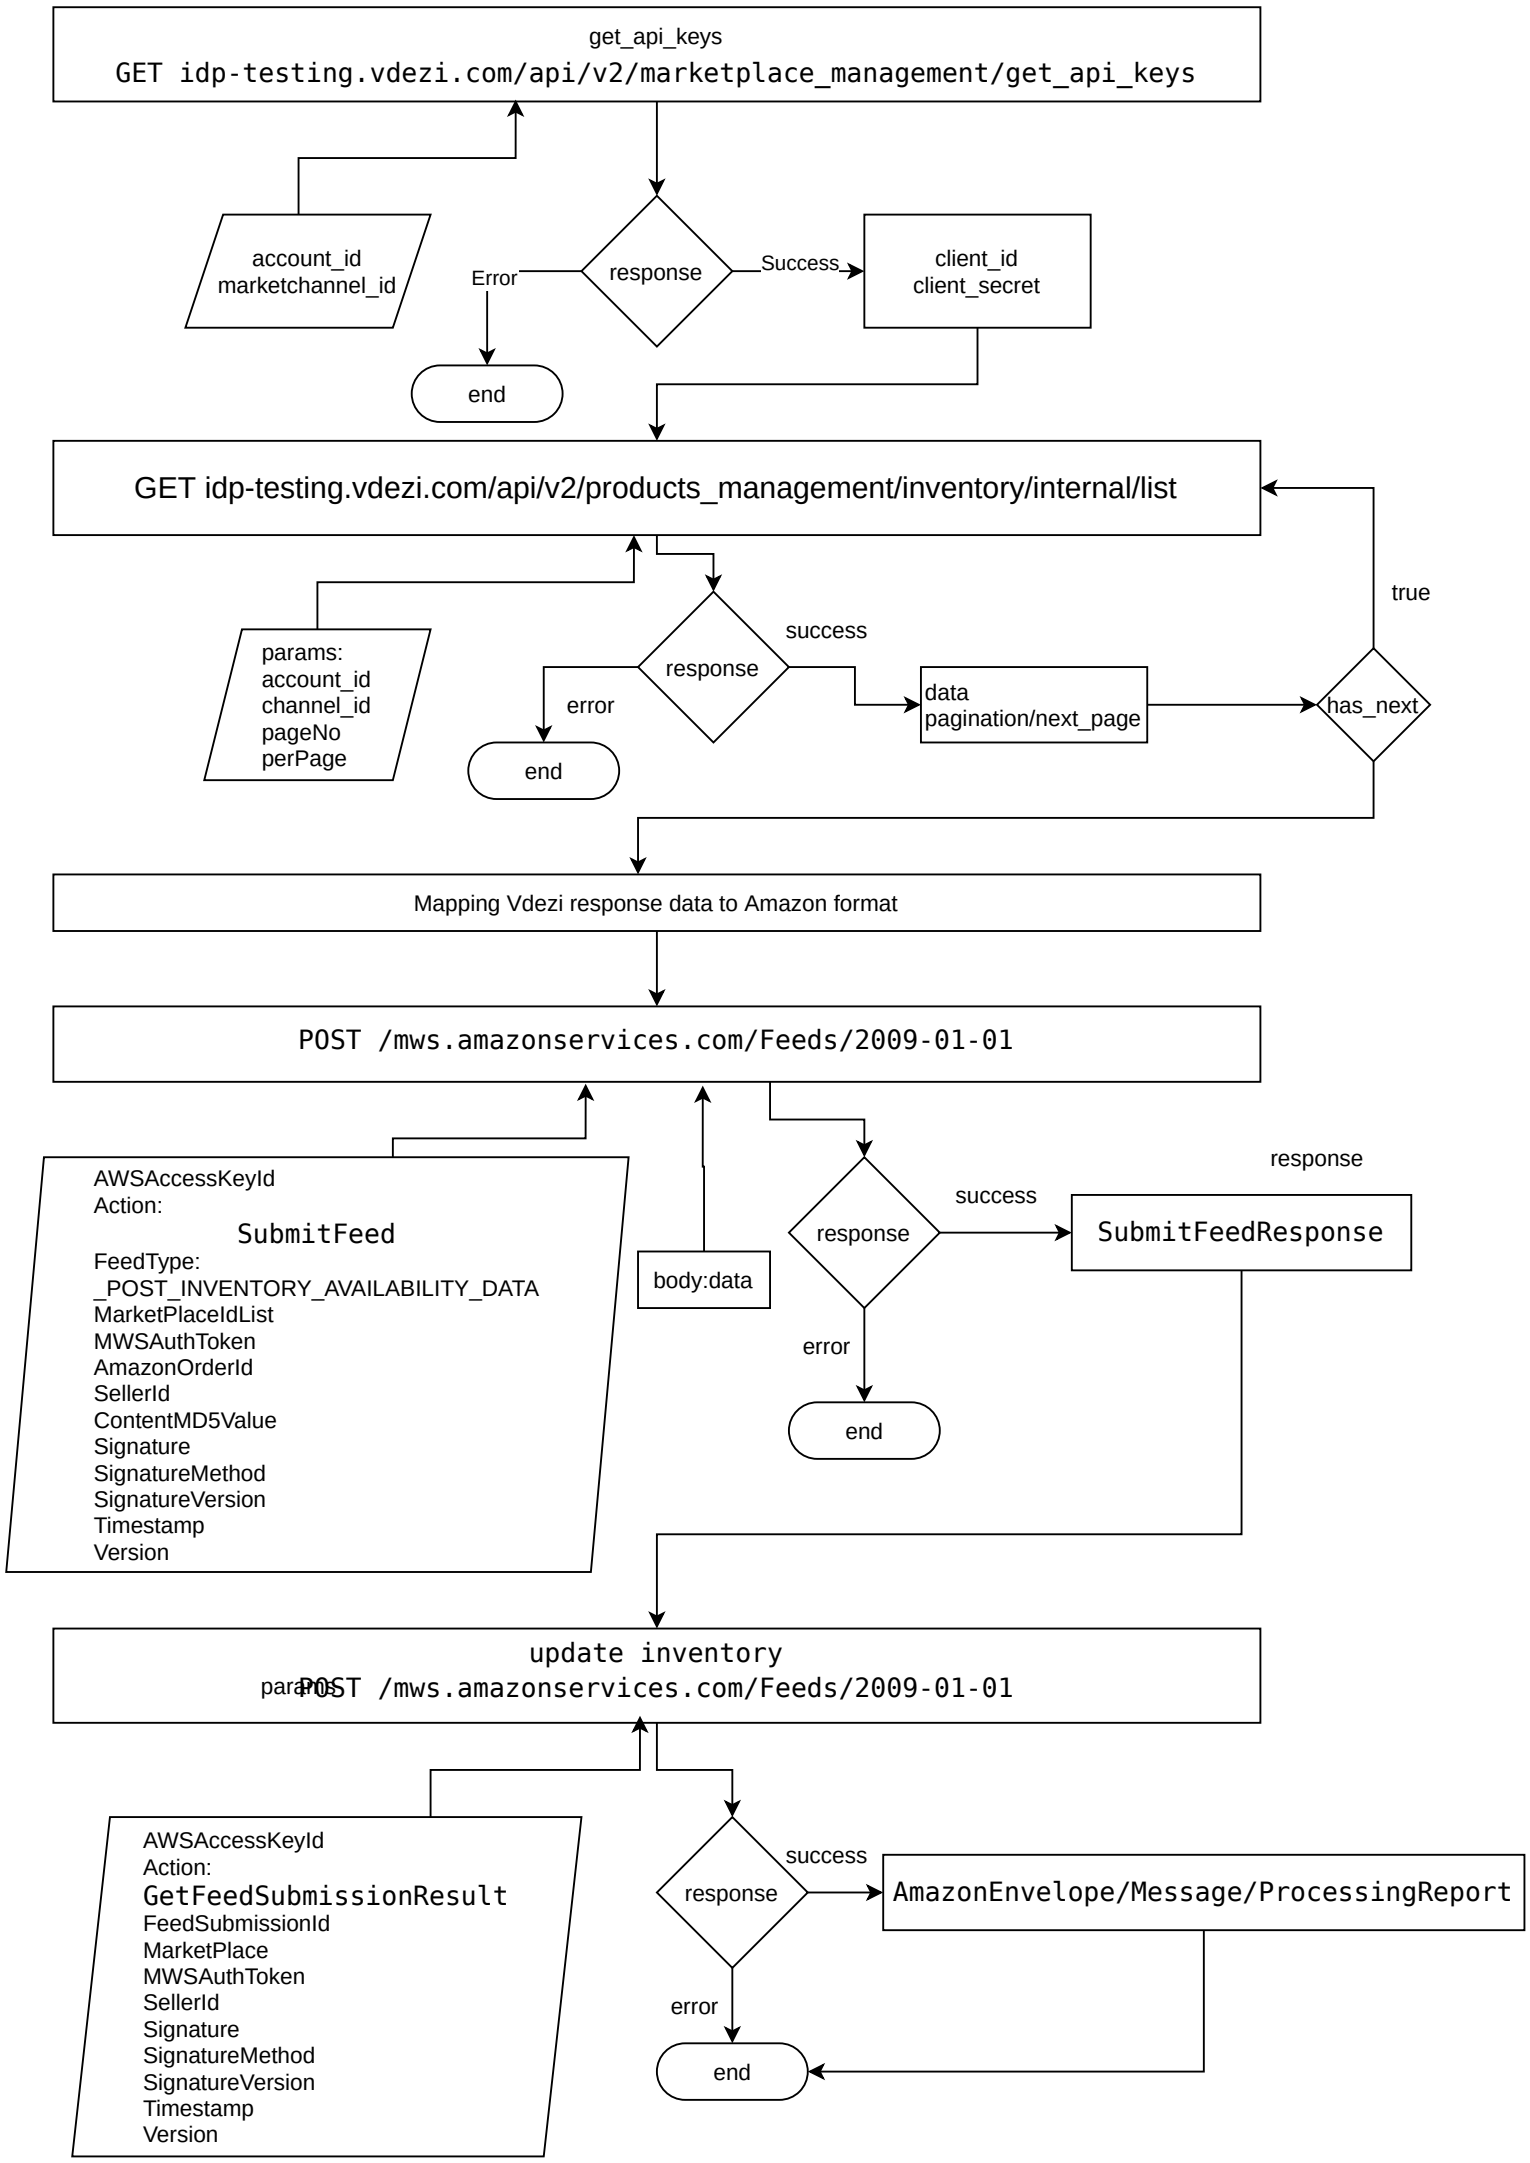 get_api_keys
GET idp-testing.vdezi.com/api/v2/marketplace_management/get_api_keys
account_id
marketchannel_id
Error
response
Success
client_id
client_secret
end
GET idp-testing.vdezi.com/api/v2/products_management/inventory/internal/list
true
params:
account_id
channel_id
pageNo
perPage
success
response
error
data
pagination/next_page
has_next
end
Mapping Vdezi response data to Amazon format
POST /mws.amazonservices.com/Feeds/2009-01-01
AWSAccessKeyId
Action:
SubmitFeed
FeedType:
_POST_INVENTORY_AVAILABILITY_DATA
MarketPlaceIdList
MWSAuthToken
AmazonOrderId
SellerId
ContentMD5Value
Signature
SignatureMethod
SignatureVersion
Timestamp
Version
body:data
response
success
response
SubmitFeedResponse
error
end
update inventory
params
POST /mws.amazonservices.com/Feeds/2009-01-01
AWSAccessKeyId
Action:
GetFeedSubmissionResult
FeedSubmissionId
MarketPlace
MWSAuthToken
SellerId
Signature
SignatureMethod
SignatureVersion
Timestamp
Version
success
response
AmazonEnvelope/Message/ProcessingReport
error
end